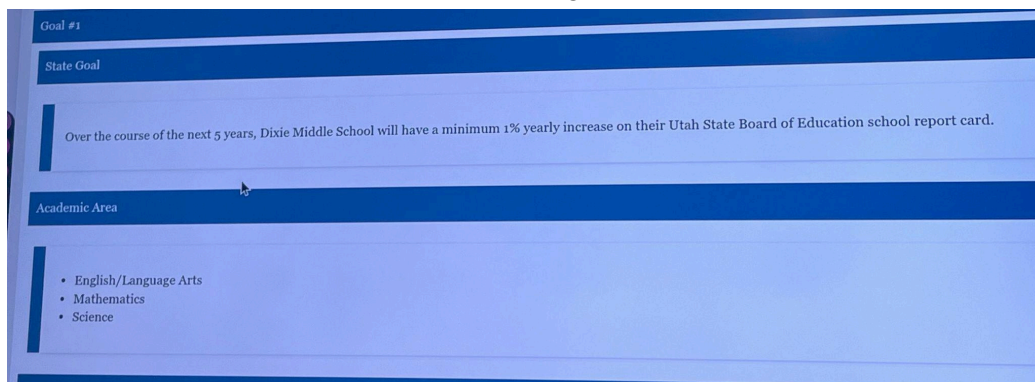 Goal #1
State Goal
Over the course of the next 5 years, Dixie Middle School will have a minimum 1% yearly increase on their Utah State Board of Education school report card.
Academic Area
• English/Language Arts
• Mathematics
• Science